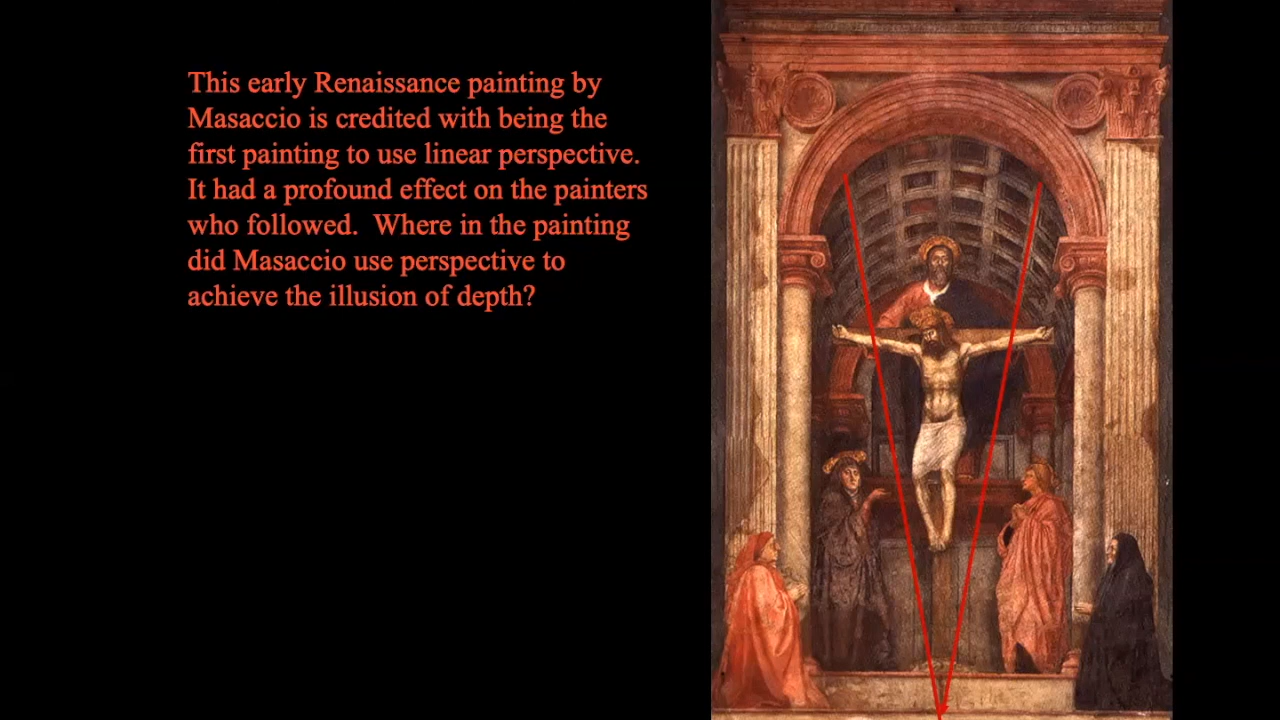 This early Renaissance painting by
Masaccio is credited with being the
first painting to use linear perspective.
It had a profound effect on the painters
who followed.  Where in the painting
did Masaccio use perspective to
achieve the illusion of depth?